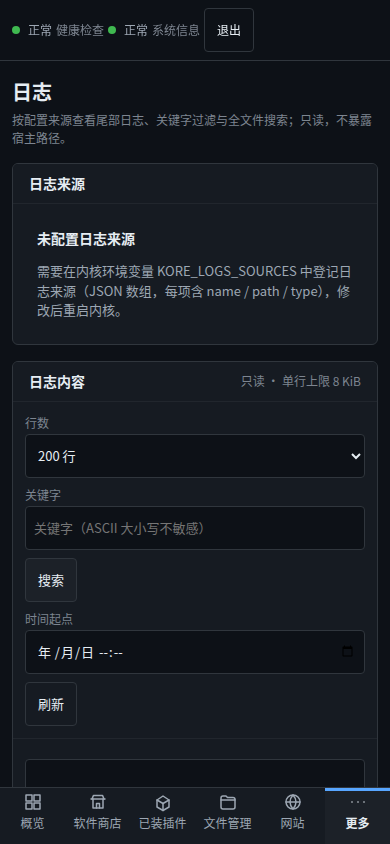 正常 健康检查 正常 系统信息 退出
日志
按配置来源查看尾部日志、关键字过滤与全文件搜索；只读，不暴露
宿主路径。
日志来源
未配置日志来源
需要在内核环境变量 KORE_LOGS_SOURCES 中登记日
志来源（JSON 数组，每项含 name / path / type），修
改后重启内核。
日志内容 只读 · 单行上限 8 KiB
行数
200 行
关键字
关键字（ASCII 大小写不敏感）
搜索
时间起点
年 /月/日 --:--
刷新
概览 软件商店 已装插件 文件管理 网站 更多